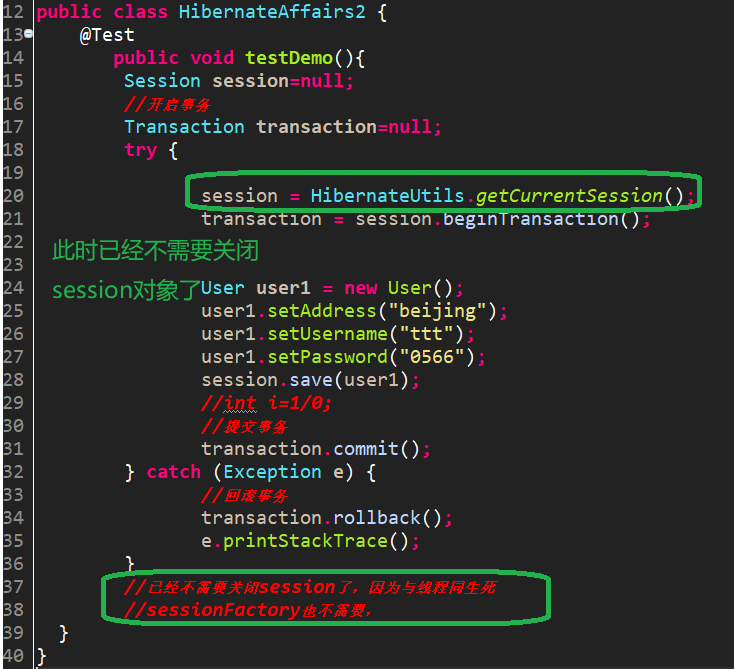 12 public class HibernateAffairs2 {
13 @Test
14 public void testDemo(){
15 Session session=null;
16 //开启事务
17 Transaction transaction=null;
18 try {
19
20 session = HibernateUtils.getCurrentSession();
21 transaction = session.beginTransaction();
22 此时已经不需要关闭
23
24 session对象了User user1 = new User();
25 user1.setAddress("beijing");
26 user1.setUsername("ttt");
27 user1.setPassword("0566");
28 session.save(user1);
29 //int i=1/0;
30 //提交事务
31 transaction.commit();
32 } catch (Exception e) {
33 //回滚事务
34 transaction.rollback();
35 e.printStackTrace();
36 }
37 //已经不需要关闭session了，因为与线程同生死
38 //sessionFactory也不需要，
39 }
40 }